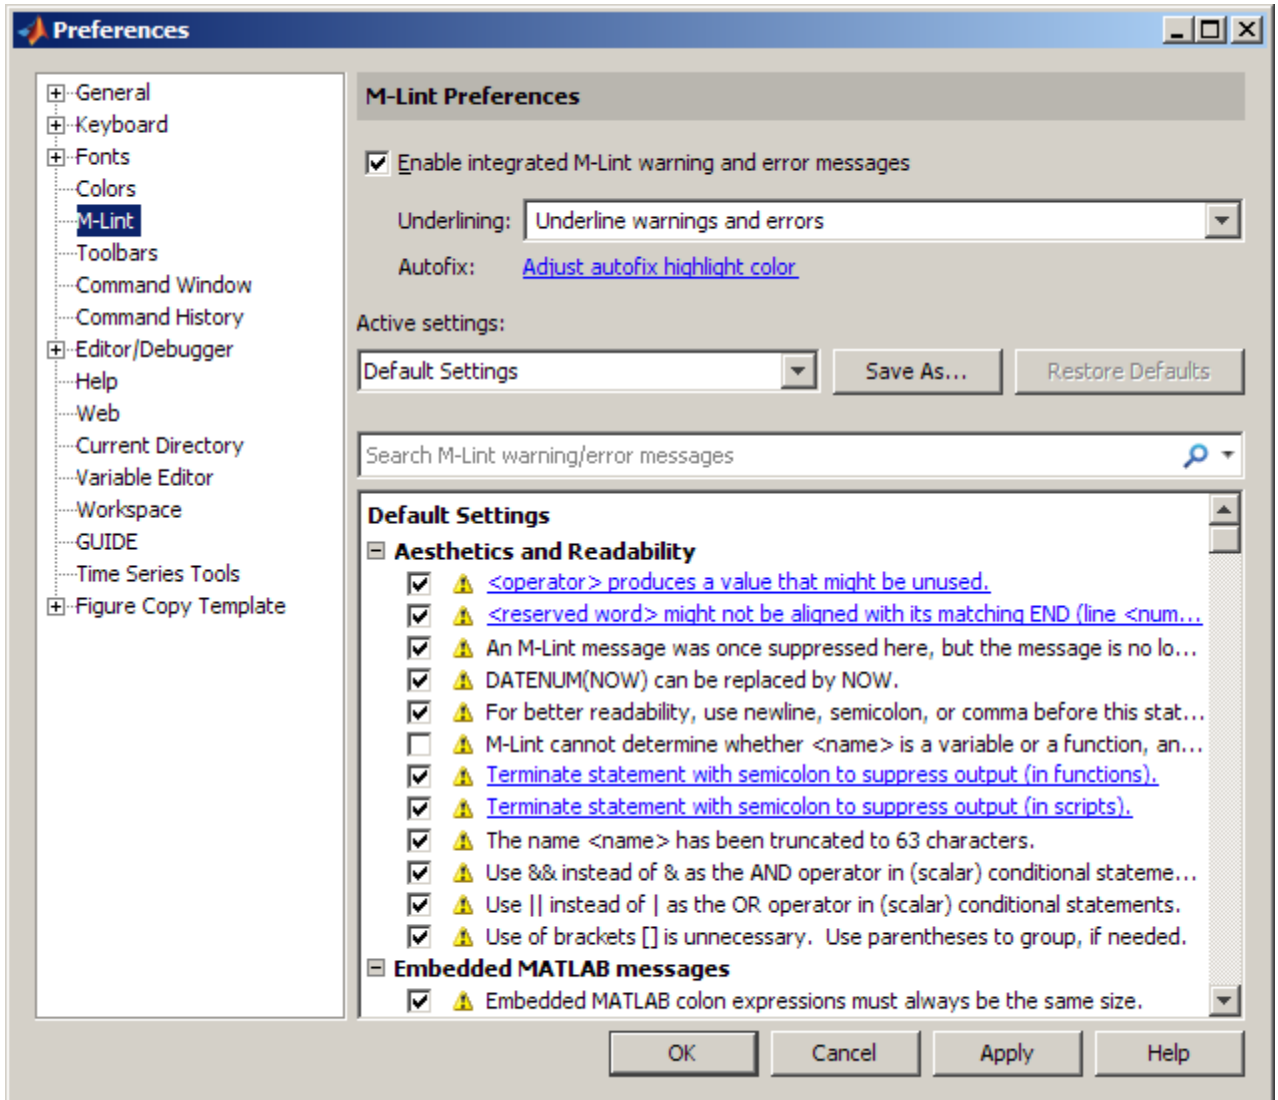 Preferences
General
Keyboard
Fonts
Colors
M-Lint
Toolbars
Command Window
Command History
Editor/Debugger
Help
Web
Current Directory
Variable Editor
Workspace
GUIDE
Time Series Tools
Figure Copy Template
M-Lint Preferences
Enable integrated M-Lint warning and error messages
Underlining: Underline warnings and errors
Autofix: Adjust autofix highlight color
Active settings:
Default Settings Save As... Restore Defaults
Search M-Lint warning/error messages
Default Settings
Aesthetics and Readability
<operator> produces a value that might be unused.
<reserved word> might not be aligned with its matching END (line <num...
An M-Lint message was once suppressed here, but the message is no lo...
DATENUM(NOW) can be replaced by NOW.
For better readability, use newline, semicolon, or comma before this stat...
M-Lint cannot determine whether <name> is a variable or a function, an...
Terminate statement with semicolon to suppress output (in functions).
Terminate statement with semicolon to suppress output (in scripts).
The name <name> has been truncated to 63 characters.
Use && instead of & as the AND operator in (scalar) conditional stateme...
Use || instead of | as the OR operator in (scalar) conditional statements.
Use of brackets [] is unnecessary.  Use parentheses to group, if needed.
Embedded MATLAB messages
Embedded MATLAB colon expressions must always be the same size.
OK Cancel Apply Help